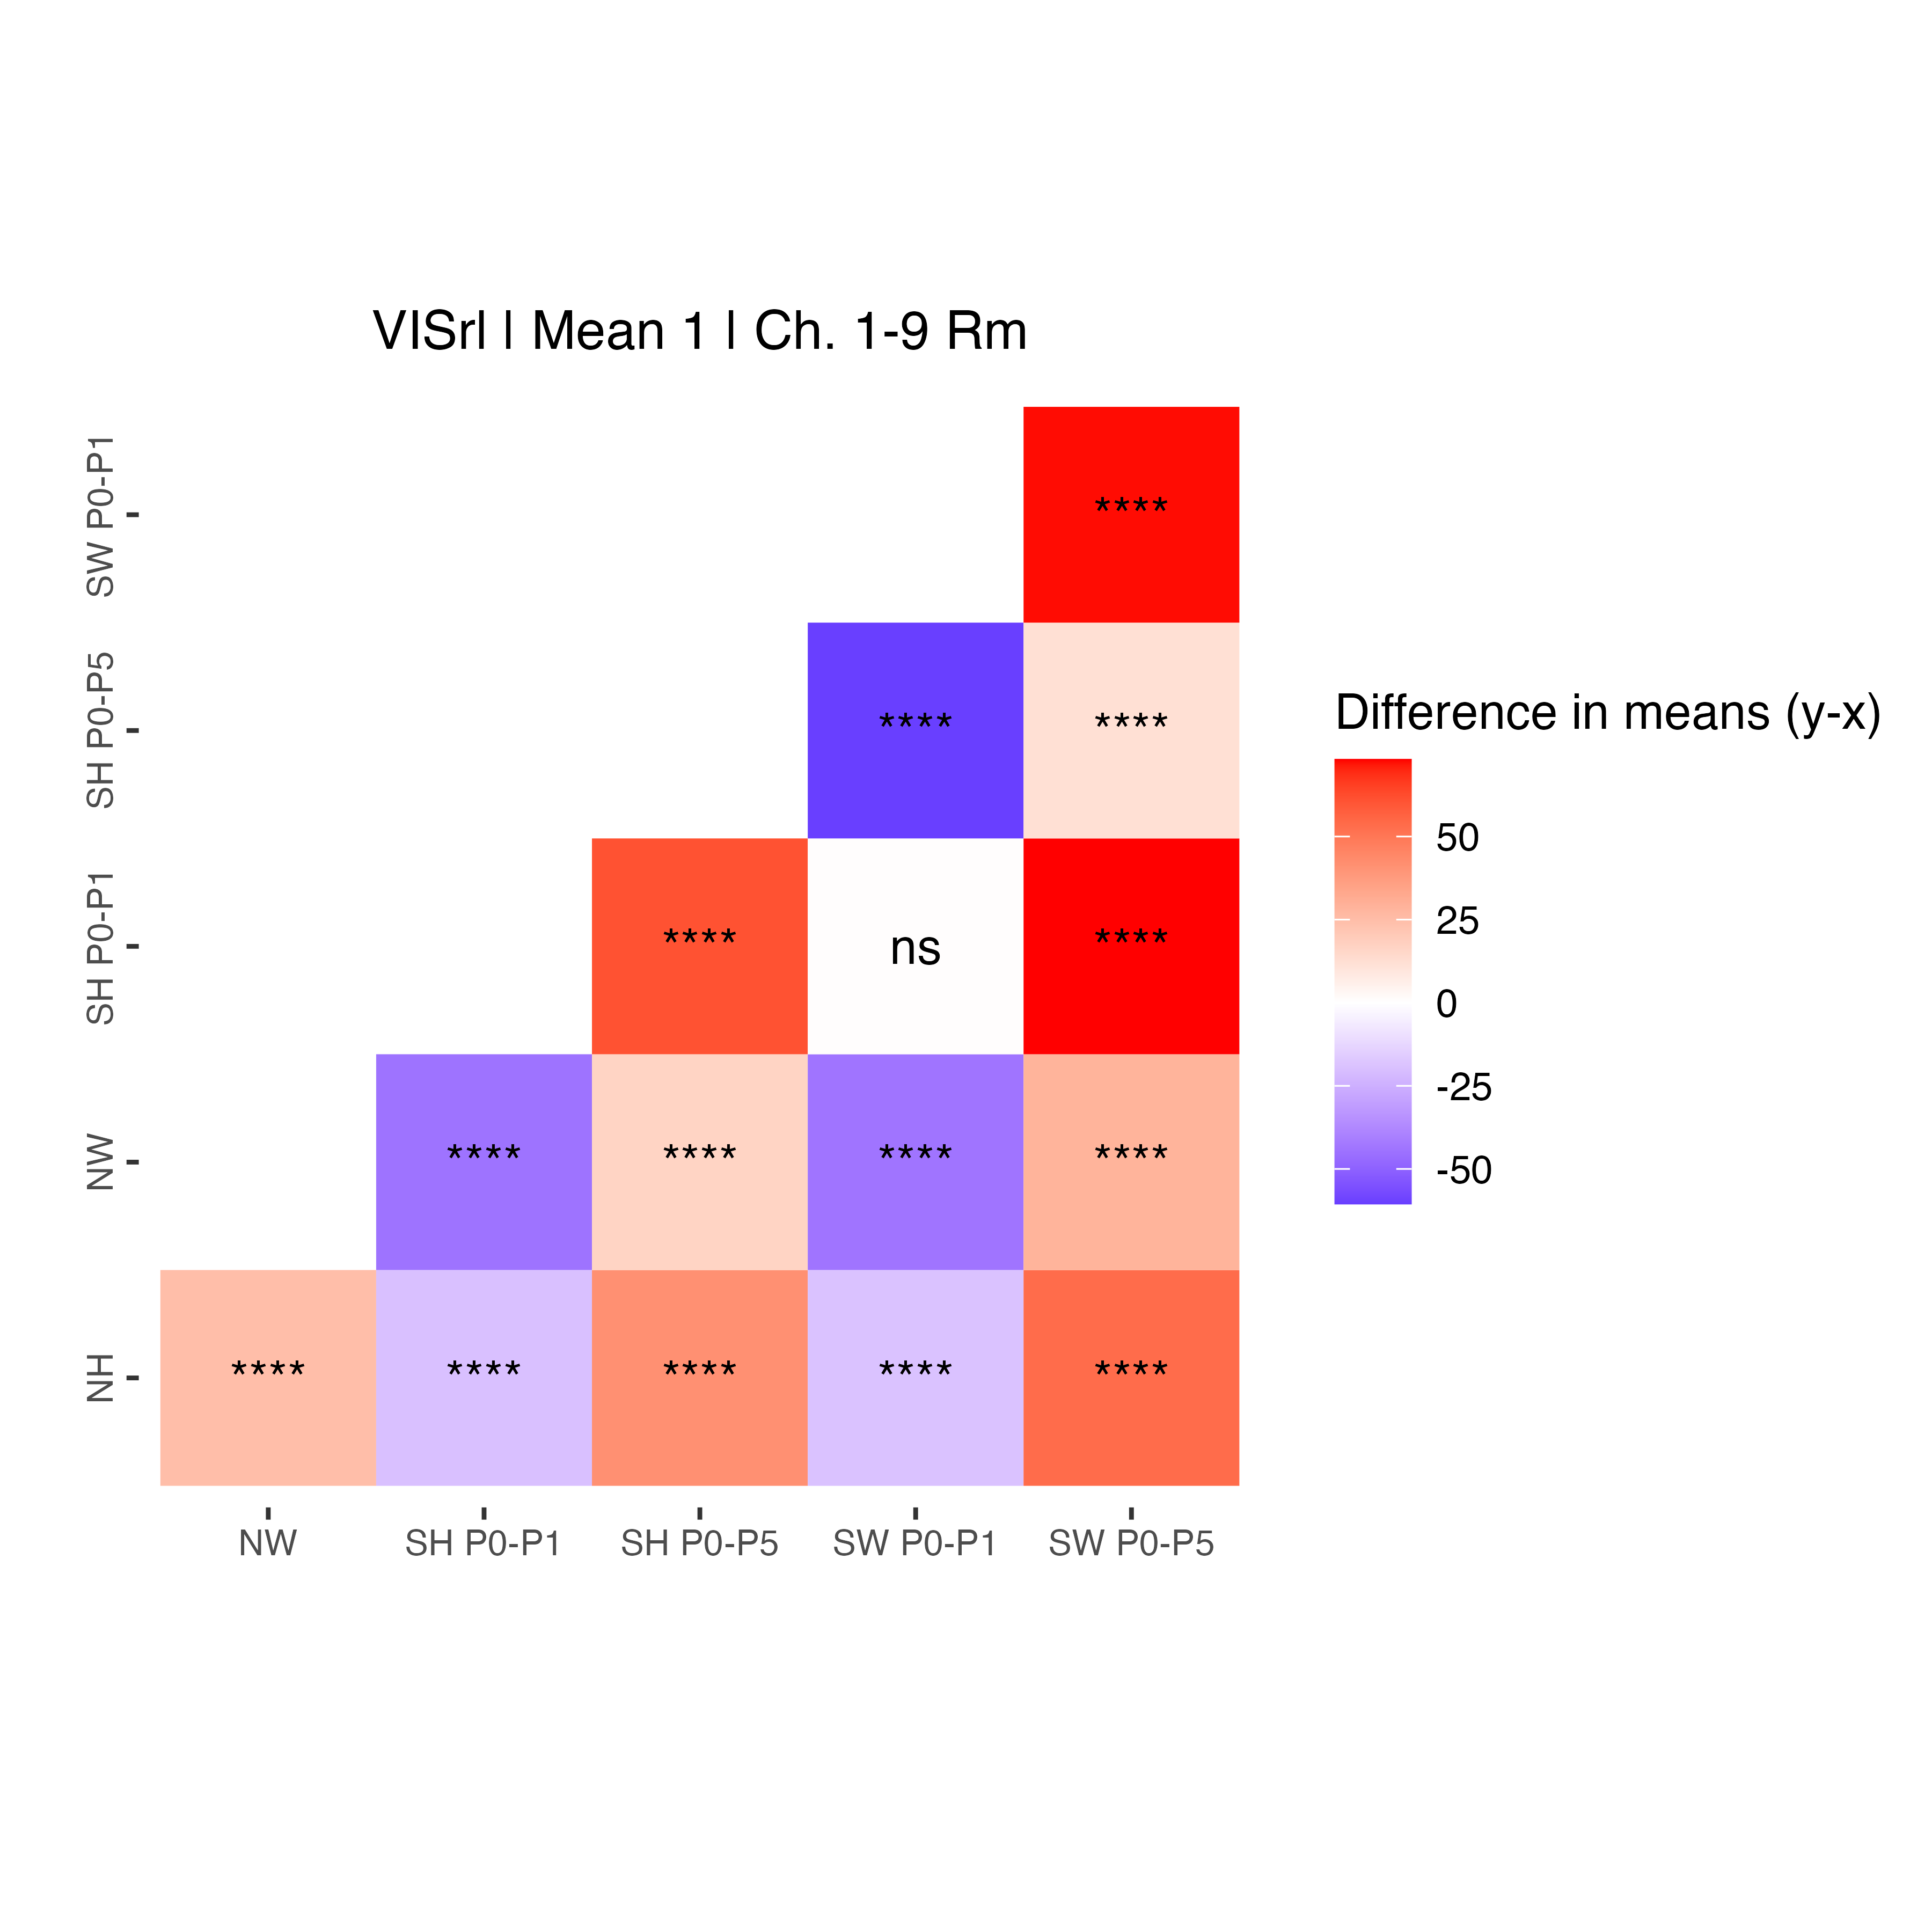 VISrl | Mean 1 | Ch. 1-9 Rm
SW P0-P1
****
SH P0-P5
**** ****
SH P0-P1
**** ns ****
NW
**** **** **** ****
NH
**** **** **** **** ****
NW SH P0-P1 SH P0-P5 SW P0-P1 SW P0-P5
Difference in means (y-x)
50
25
0
-25
-50